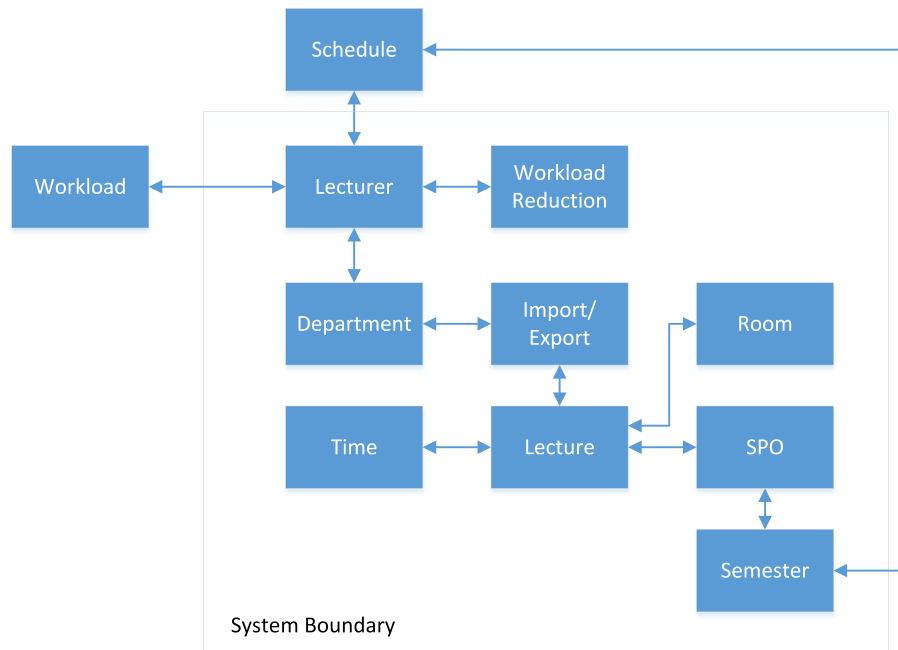 Schedule
Workload
Lecturer
Workload
Reduction
Department
Import/
Export
Room
Time
Lecture
SPO
Semester
System Boundary